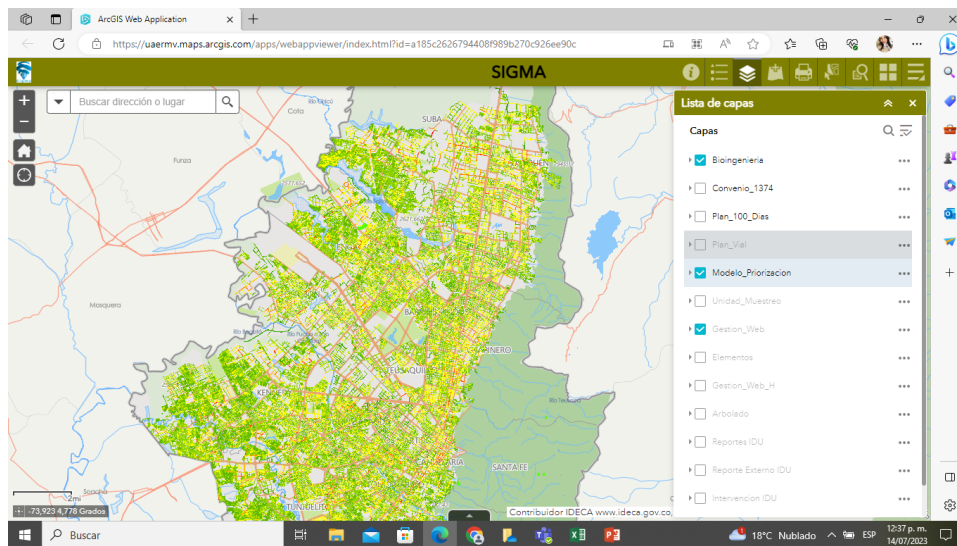 ArcGIS Web Application
https://uaermv.maps.arcgis.com/apps/webappviewer/index.html?id=a185c2626794408f989b270c926ee90c
SIGMA
Buscar dirección o lugar
Lista de capas
Capas
Bioingenieria
Convenio_1374
Plan_100_Dias
Plan_Vial
Modelo_Priorizacion
Unidad_Muestreo
Gestion_Web
Elementos
Gestion_Web_H
Arbolado
Reportes IDU
Reporte Externo IDU
Intervencion IDU
Cota
SUBA
Funza
Mosquera
SANTA FE
Soacha
2mi
-73,923 4,778 Grados
Contribuidor IDECA www.ideca.gov.co,
Buscar
18°C Nublado
ESP
12:37 p. m.
14/07/2023